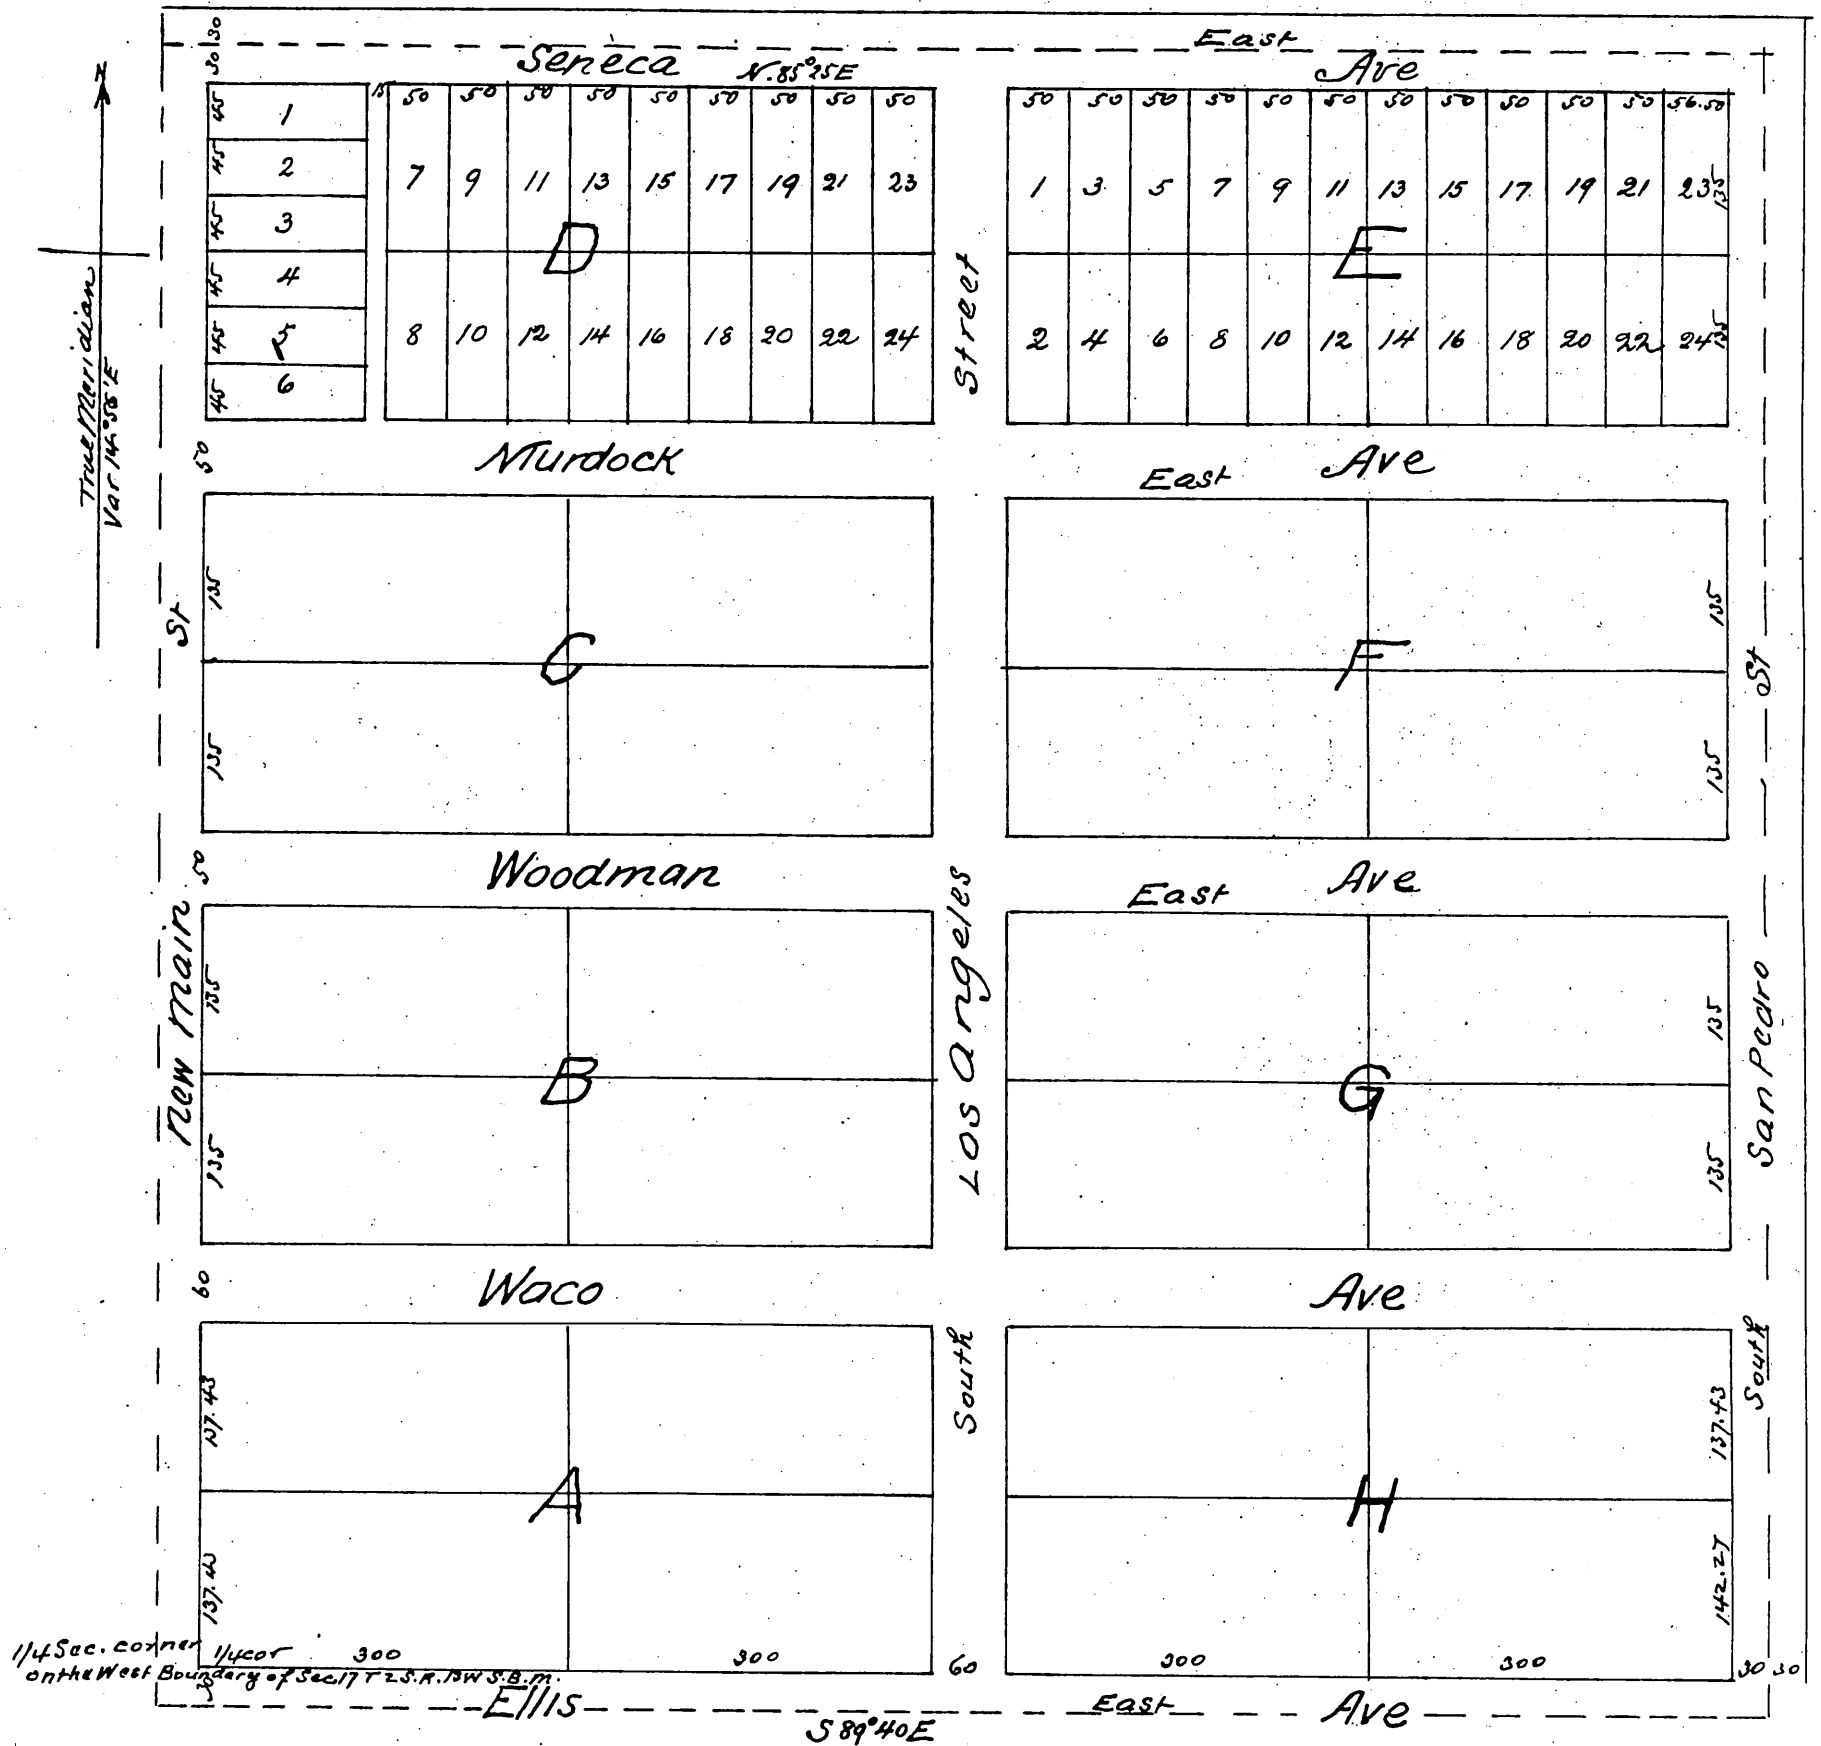 30 30 East
Seneca N.85°25E Ave
45 1
45 2
45 3
45 4
45 5
45 6
50 50 50 50 50 50 50 50 50
7 9 11 13 15 17 19 21 23
D
8 10 12 14 16 18 20 22 24
50 50 50 50 50 50 50 50 50 50 50 56.50
1 3 5 7 9 11 13 15 17 19 21 23 135
E
2 4 6 8 10 12 14 16 18 20 22 24 135
True Meridian
Var 14°56'E
Street
50 Murdock East Ave
135 135
C F
135 135
St St
50 Woodman East Ave
135 135
B G
135 135
New Main
Los Angeles
San Pedro
60 Waco Ave
South South
137.43 137.43
A H
137.43 142.27
1/4 Sec. corner 1/4 cor 300 300 60 300 300 30 30
on the West Boundary of Sec. 17 T 2 S. R. 13 W S.B.M.
30 Ellis East Ave
S 89°40E